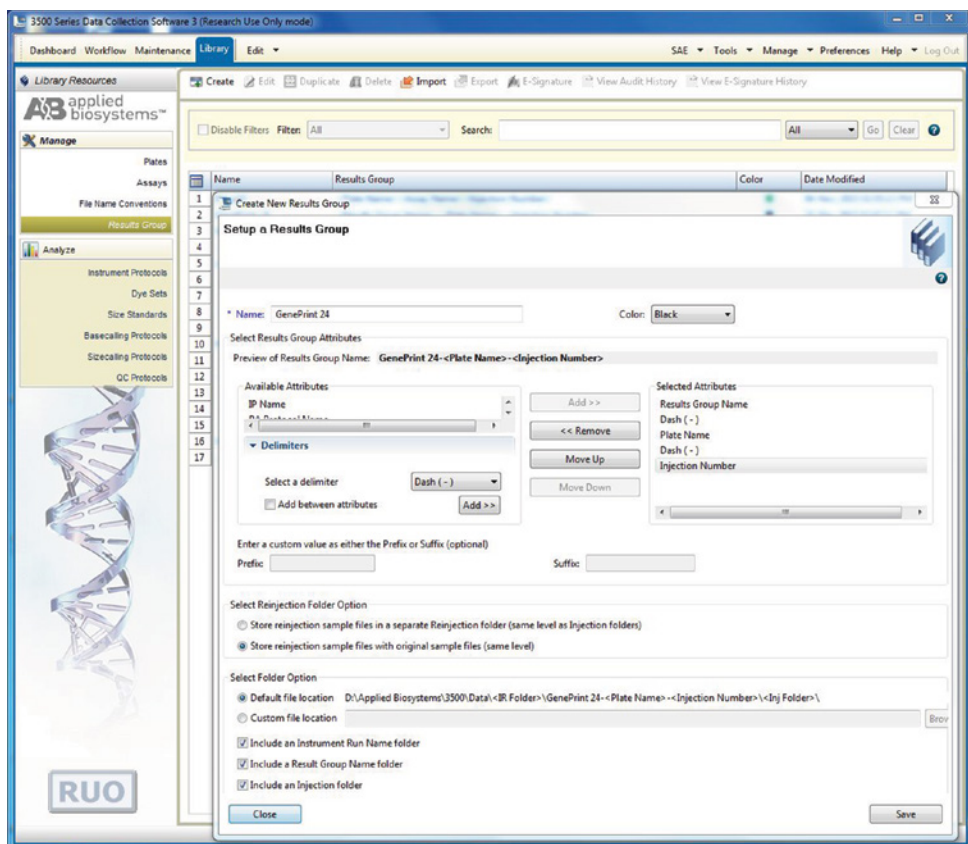 3500 Series Data Collection Software 3 (Research Use Only mode)
Dashboard Workflow Maintenance Library Edit SAE Tools Manage Preferences Help Log Out
Library Resources
Create Edit Duplicate Delete Import Export E-Signature View Audit History View E-Signature History
AB applied biosystems™
Disable Filters Filter: All Search: All Go Clear
Manage
Plates
Assays
File Name Conventions
Results Group
Analyze
Instrument Protocols
Dye Sets
Size Standards
Basecalling Protocols
Sizecalling Protocols
QC Protocols
RUO
Name Results Group Color Date Modified
1
2
3
4
5
6
7
8
9
10
11
12
13
14
15
16
17
Create New Results Group
Setup a Results Group
* Name: GenePrint 24 Color: Black
Select Results Group Attributes
Preview of Results Group Name: GenePrint 24-<Plate Name>-<Injection Number>
Available Attributes
IP Name
Delimiters
Select a delimiter Dash ( - )
Add between attributes Add >>
Add >>
<< Remove
Move Up
Move Down
Selected Attributes
Results Group Name
Dash ( - )
Plate Name
Dash ( - )
Injection Number
Enter a custom value as either the Prefix or Suffix (optional)
Prefix: Suffix:
Select Reinjection Folder Option
Store reinjection sample files in a separate Reinjection folder (same level as Injection folders)
Store reinjection sample files with original sample files (same level)
Select Folder Option
Default file location D:\Applied Biosystems\3500\Data\<IR Folder>\GenePrint 24-<Plate Name>-<Injection Number>\<Inj Folder>\
Custom file location Brov
Include an Instrument Run Name folder
Include a Result Group Name folder
Include an Injection folder
Close Save